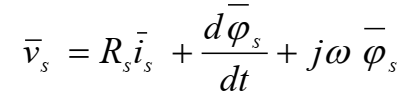 v̄ₛ = Rₛ īₛ + dφ̄ₛ/dt + jω φ̄ₛ